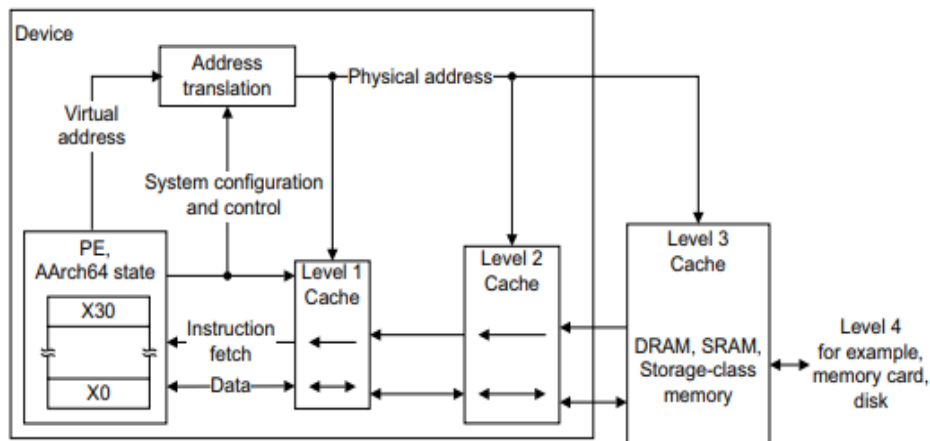 Device
Address
translation
Physical address
Virtual
address
System configuration
and control
PE,
AArch64 state
X30
X0
Instruction
fetch
Data
Level 1
Cache
Level 2
Cache
Level 3
Cache
DRAM, SRAM,
Storage-class
memory
Level 4
for example,
memory card,
disk